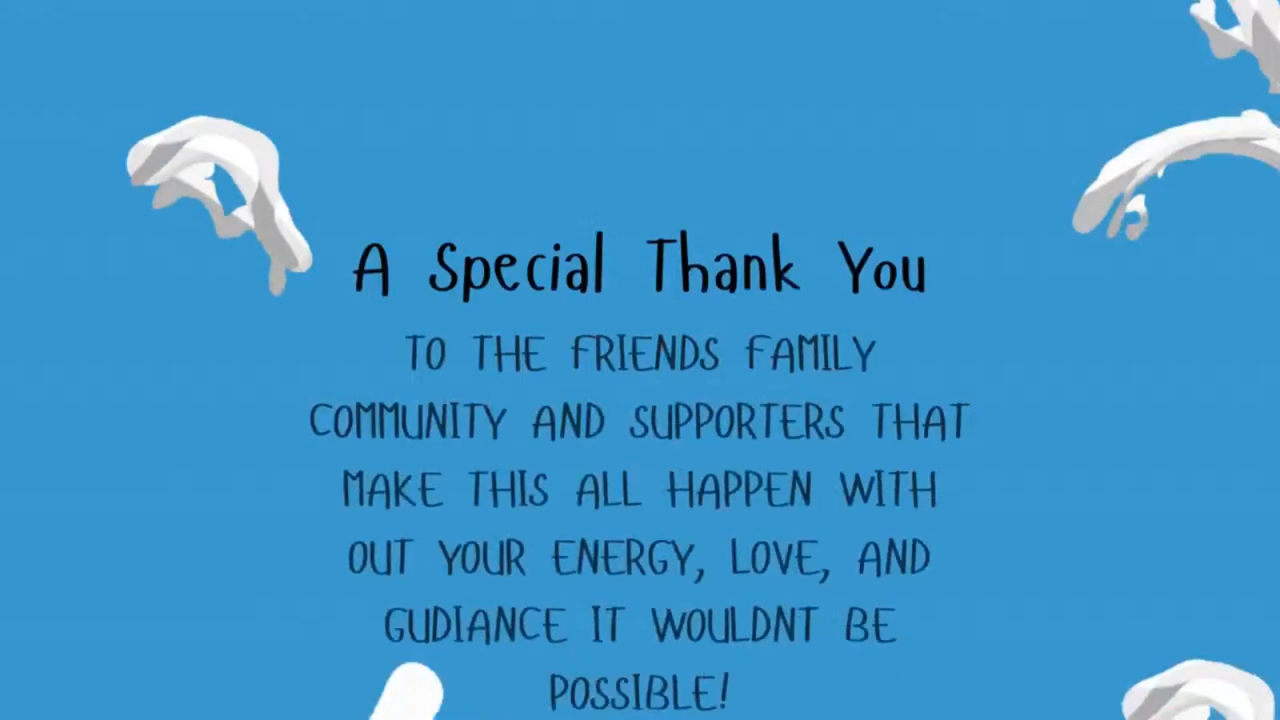 A Special Thank You
TO THE FRIENDS FAMILY
COMMUNITY AND SUPPORTERS THAT
MAKE THIS ALL HAPPEN WITH
OUT YOUR ENERGY, LOVE, AND
GUDIANCE IT WOULDNT BE
POSSIBLE!